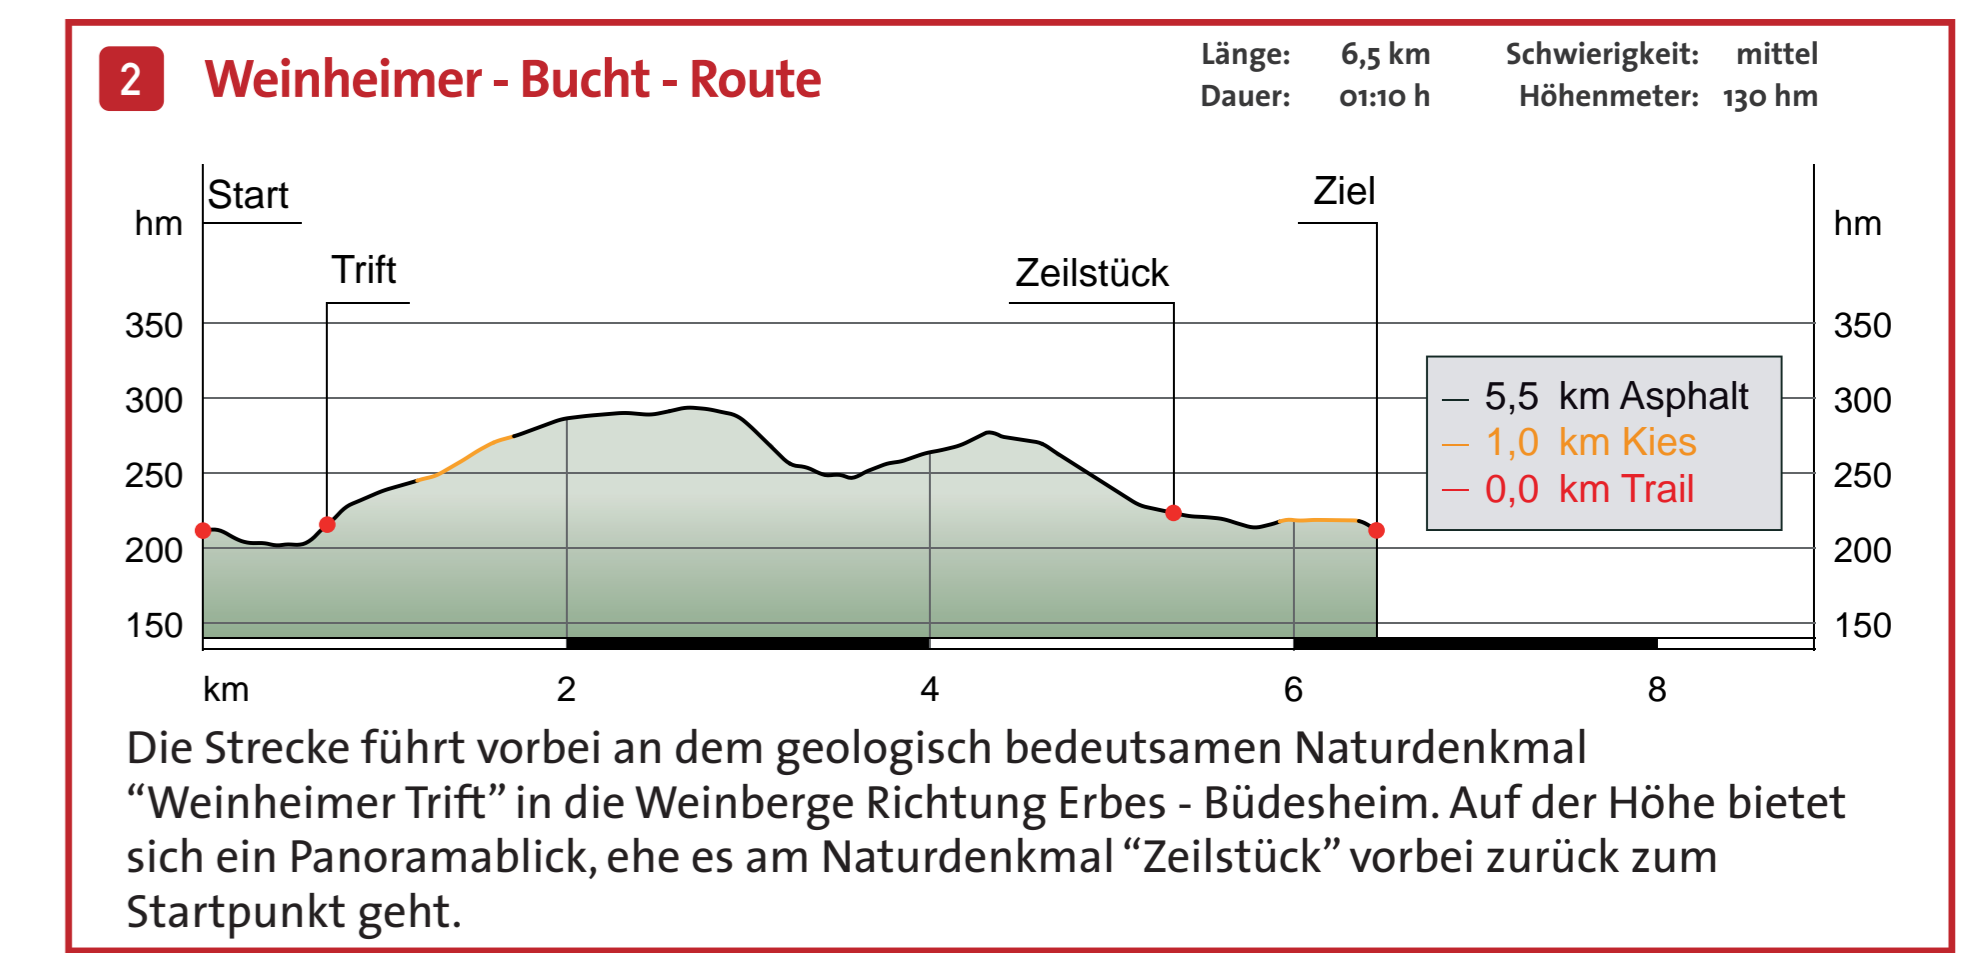 2 Weinheimer - Bucht - Route
Länge: 6,5 km Schwierigkeit: mittel
Dauer: 01:10 h Höhenmeter: 130 hm
Start Ziel
hm hm
Trift Zeilstück
350 350
300 300
250 250
200 200
150 150
5,5 km Asphalt
1,0 km Kies
0,0 km Trail
km 2 4 6 8
Die Strecke führt vorbei an dem geologisch bedeutsamen Naturdenkmal
“Weinheimer Trift” in die Weinberge Richtung Erbes - Büdesheim. Auf der Höhe bietet
sich ein Panoramablick, ehe es am Naturdenkmal “Zeilstück” vorbei zurück zum
Startpunkt geht.